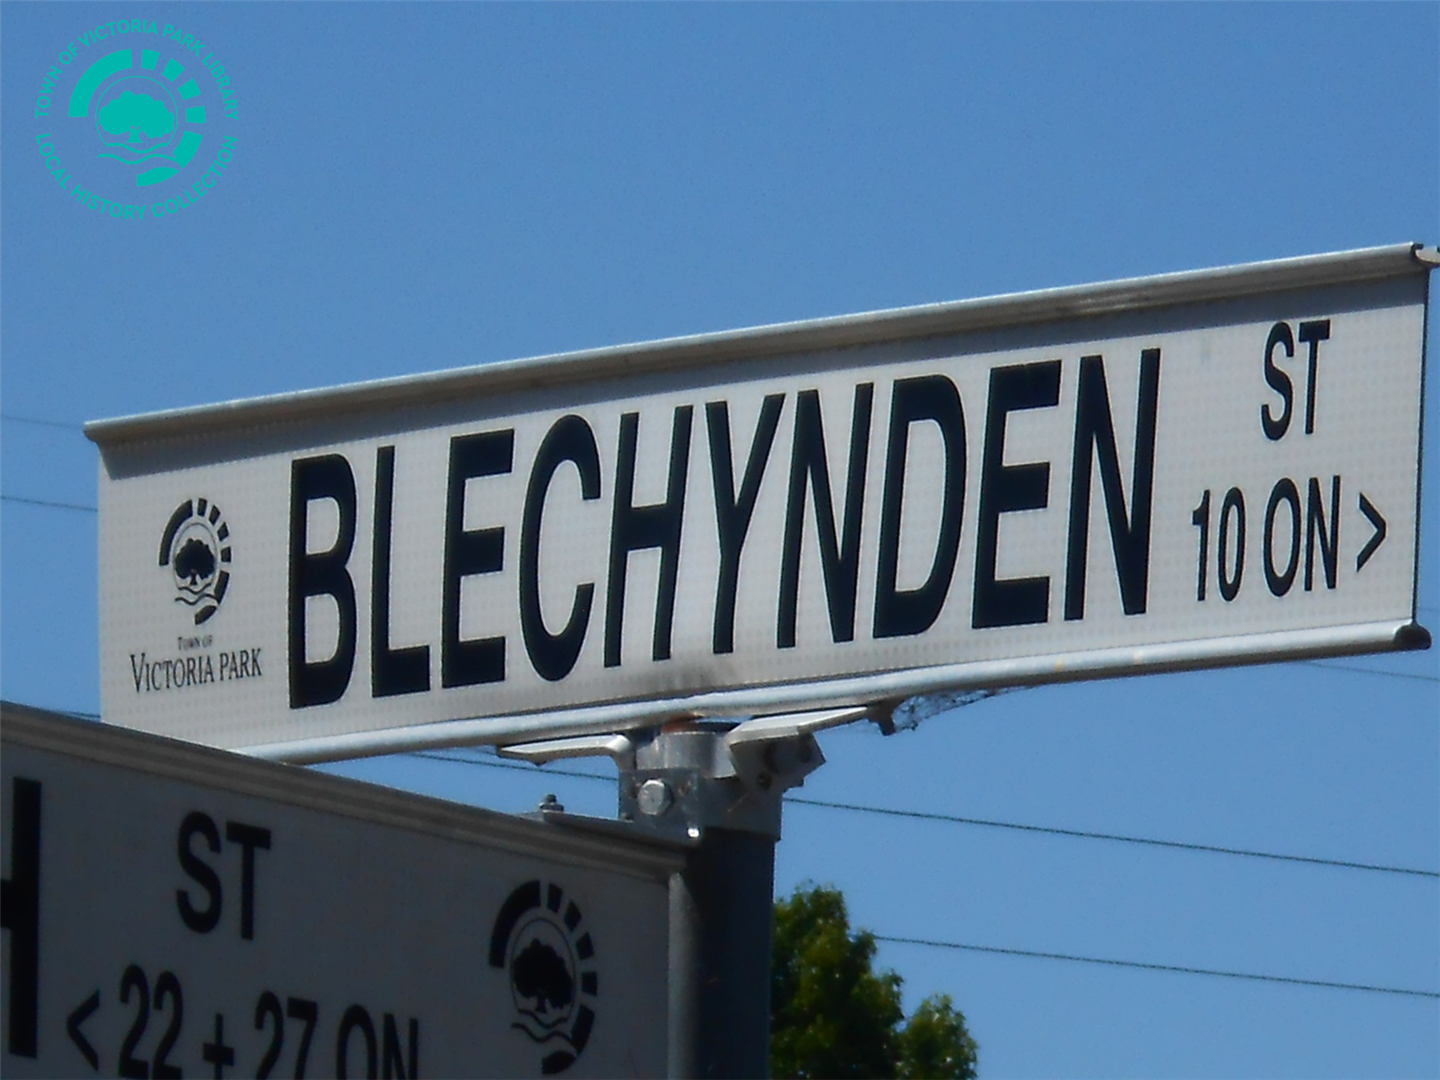 TOWN OF VICTORIA PARK LIBRARY
LOCAL HISTORY COLLECTION
BLECHYNDEN ST
10 ON >
TOWN OF
VICTORIA PARK
H ST
< 22 + 27 ON